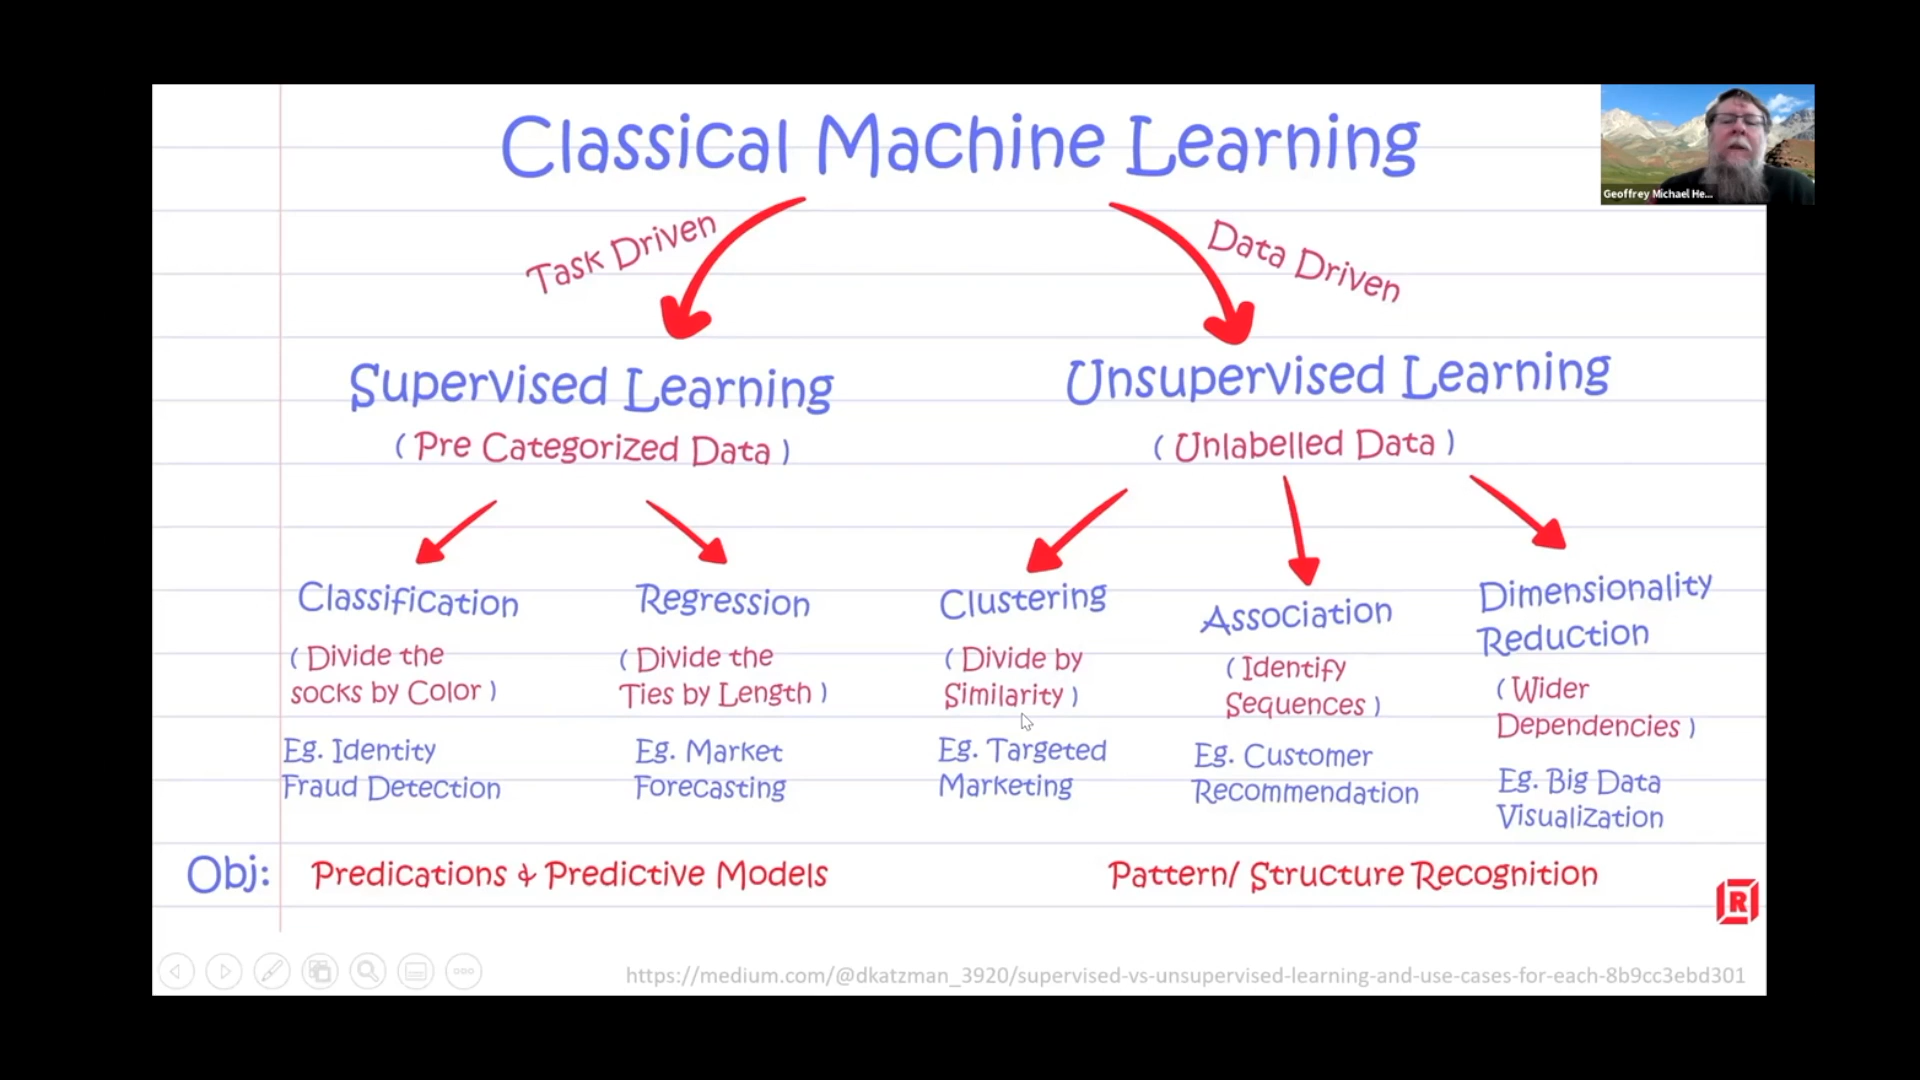 Classical Machine Learning
Geoffrey Michael He...
Task Driven
Data Driven
Supervised Learning
( Pre Categorized Data )
Unsupervised Learning
( Unlabelled Data )
Classification
( Divide the
socks by Color )
Eg. Identity
Fraud Detection
Regression
( Divide the
Ties by Length )
Eg. Market
Forecasting
Clustering
( Divide by
Similarity )
Eg. Targeted
Marketing
Association
( Identify
Sequences )
Eg. Customer
Recommendation
Dimensionality
Reduction
( Wider
Dependencies )
Eg. Big Data
Visualization
Obj: Predications & Predictive Models
Pattern/ Structure Recognition
R
https://medium.com/@dkatzman_3920/supervised-vs-unsupervised-learning-and-use-cases-for-each-8b9cc3ebd301